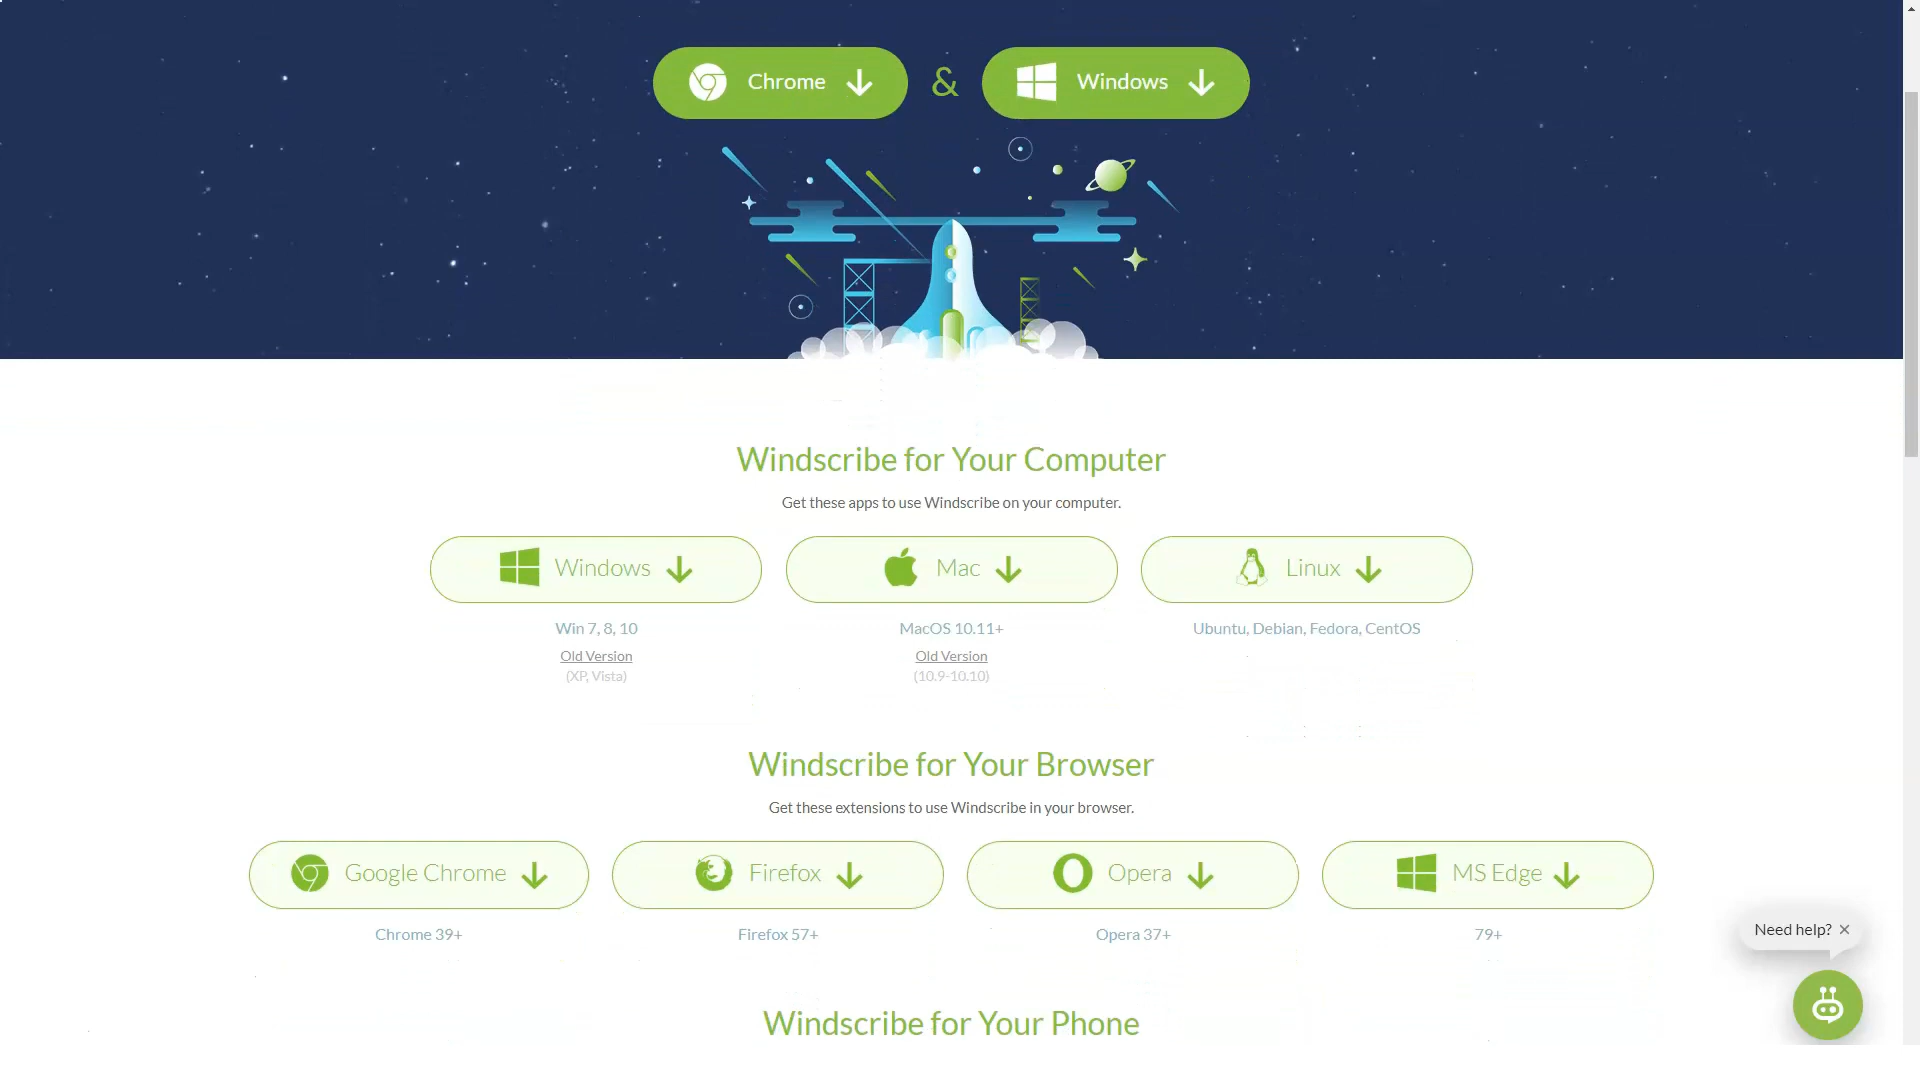 Chrome & Windows
Windscribe for Your Computer
Get these apps to use Windscribe on your computer.
Windows Mac Linux
Win 7, 8, 10 MacOS 10.11+ Ubuntu, Debian, Fedora, CentOS
Old Version Old Version
(XP, Vista) (10.9-10.10)
Windscribe for Your Browser
Get these extensions to use Windscribe in your browser.
Google Chrome Firefox Opera MS Edge
Chrome 39+ Firefox 57+ Opera 37+ 79+
Need help? ×
Windscribe for Your Phone